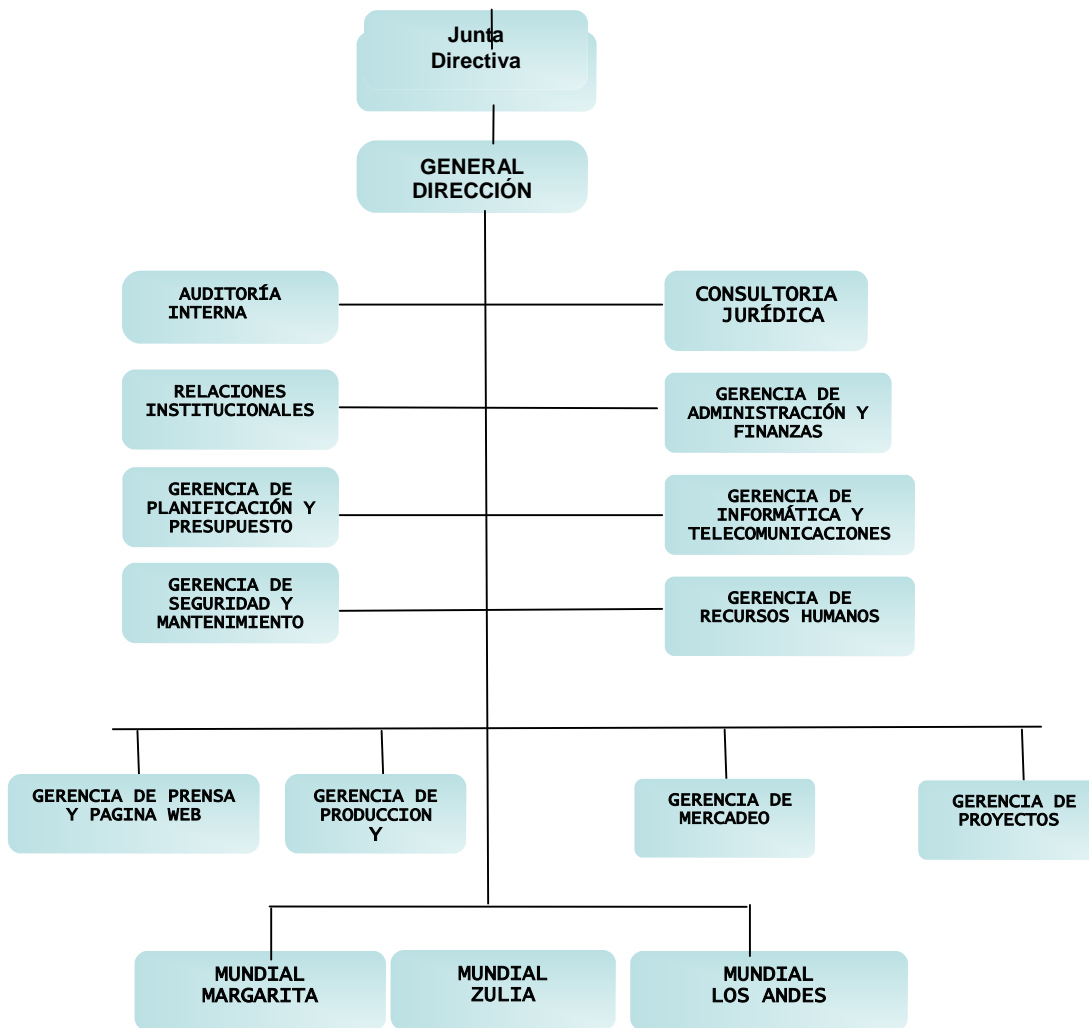 Junta
Directiva
GENERAL
DIRECCIÓN
AUDITORÍA
INTERNA
CONSULTORIA
JURÍDICA
RELACIONES
INSTITUCIONALES
GERENCIA DE
ADMINISTRACIÓN Y
FINANZAS
GERENCIA DE
PLANIFICACIÓN Y
PRESUPUESTO
GERENCIA DE
INFORMÁTICA Y
TELECOMUNICACIONES
GERENCIA DE
SEGURIDAD Y
MANTENIMIENTO
GERENCIA DE
RECURSOS HUMANOS
GERENCIA DE PRENSA
Y PAGINA WEB
GERENCIA DE
PRODUCCION
Y
GERENCIA DE
MERCADEO
GERENCIA DE
PROYECTOS
MUNDIAL
MARGARITA
MUNDIAL
ZULIA
MUNDIAL
LOS ANDES